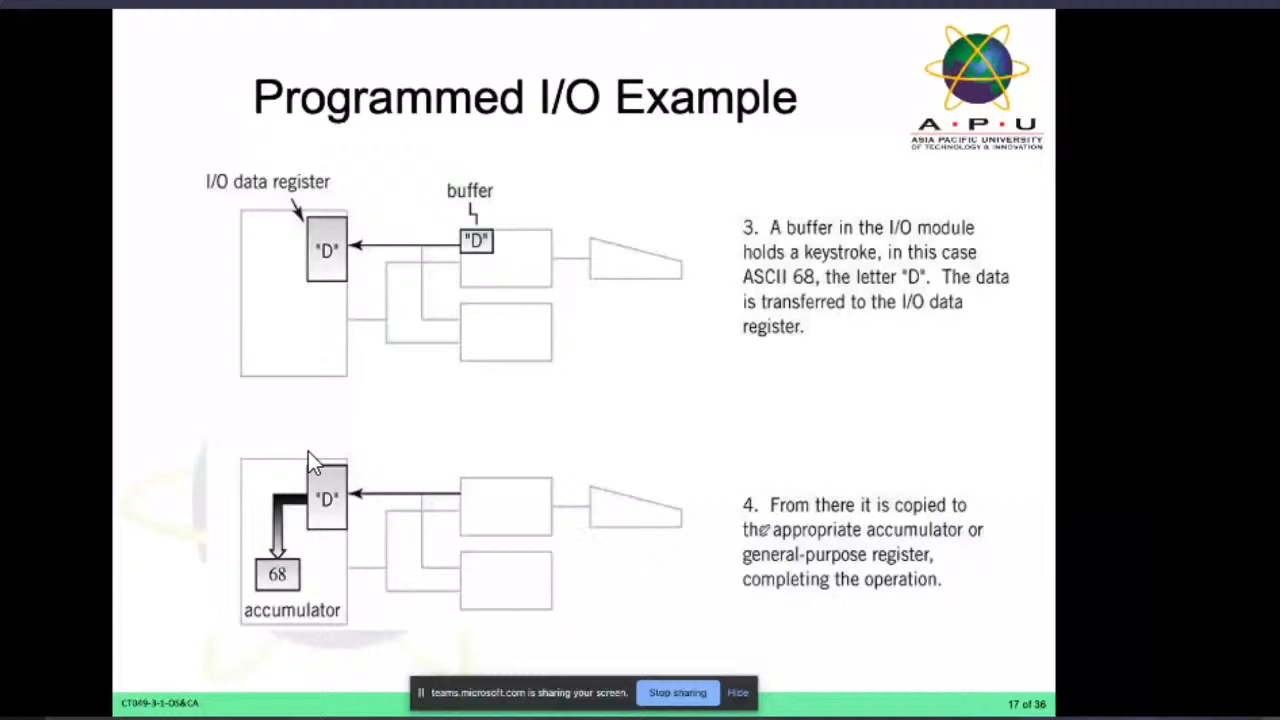 Programmed I/O Example
A · P · U
ASIA PACIFIC UNIVERSITY
OF TECHNOLOGY & INNOVATION
I/O data register
buffer
"D"
"D"
3. A buffer in the I/O module
holds a keystroke, in this case
ASCII 68, the letter "D". The data
is transferred to the I/O data
register.
"D"
68
accumulator
4. From there it is copied to
the appropriate accumulator or
general-purpose register,
completing the operation.
teams.microsoft.com is sharing your screen.
Stop sharing
Hide
CT049-3-1-OS&CA
17 of 36